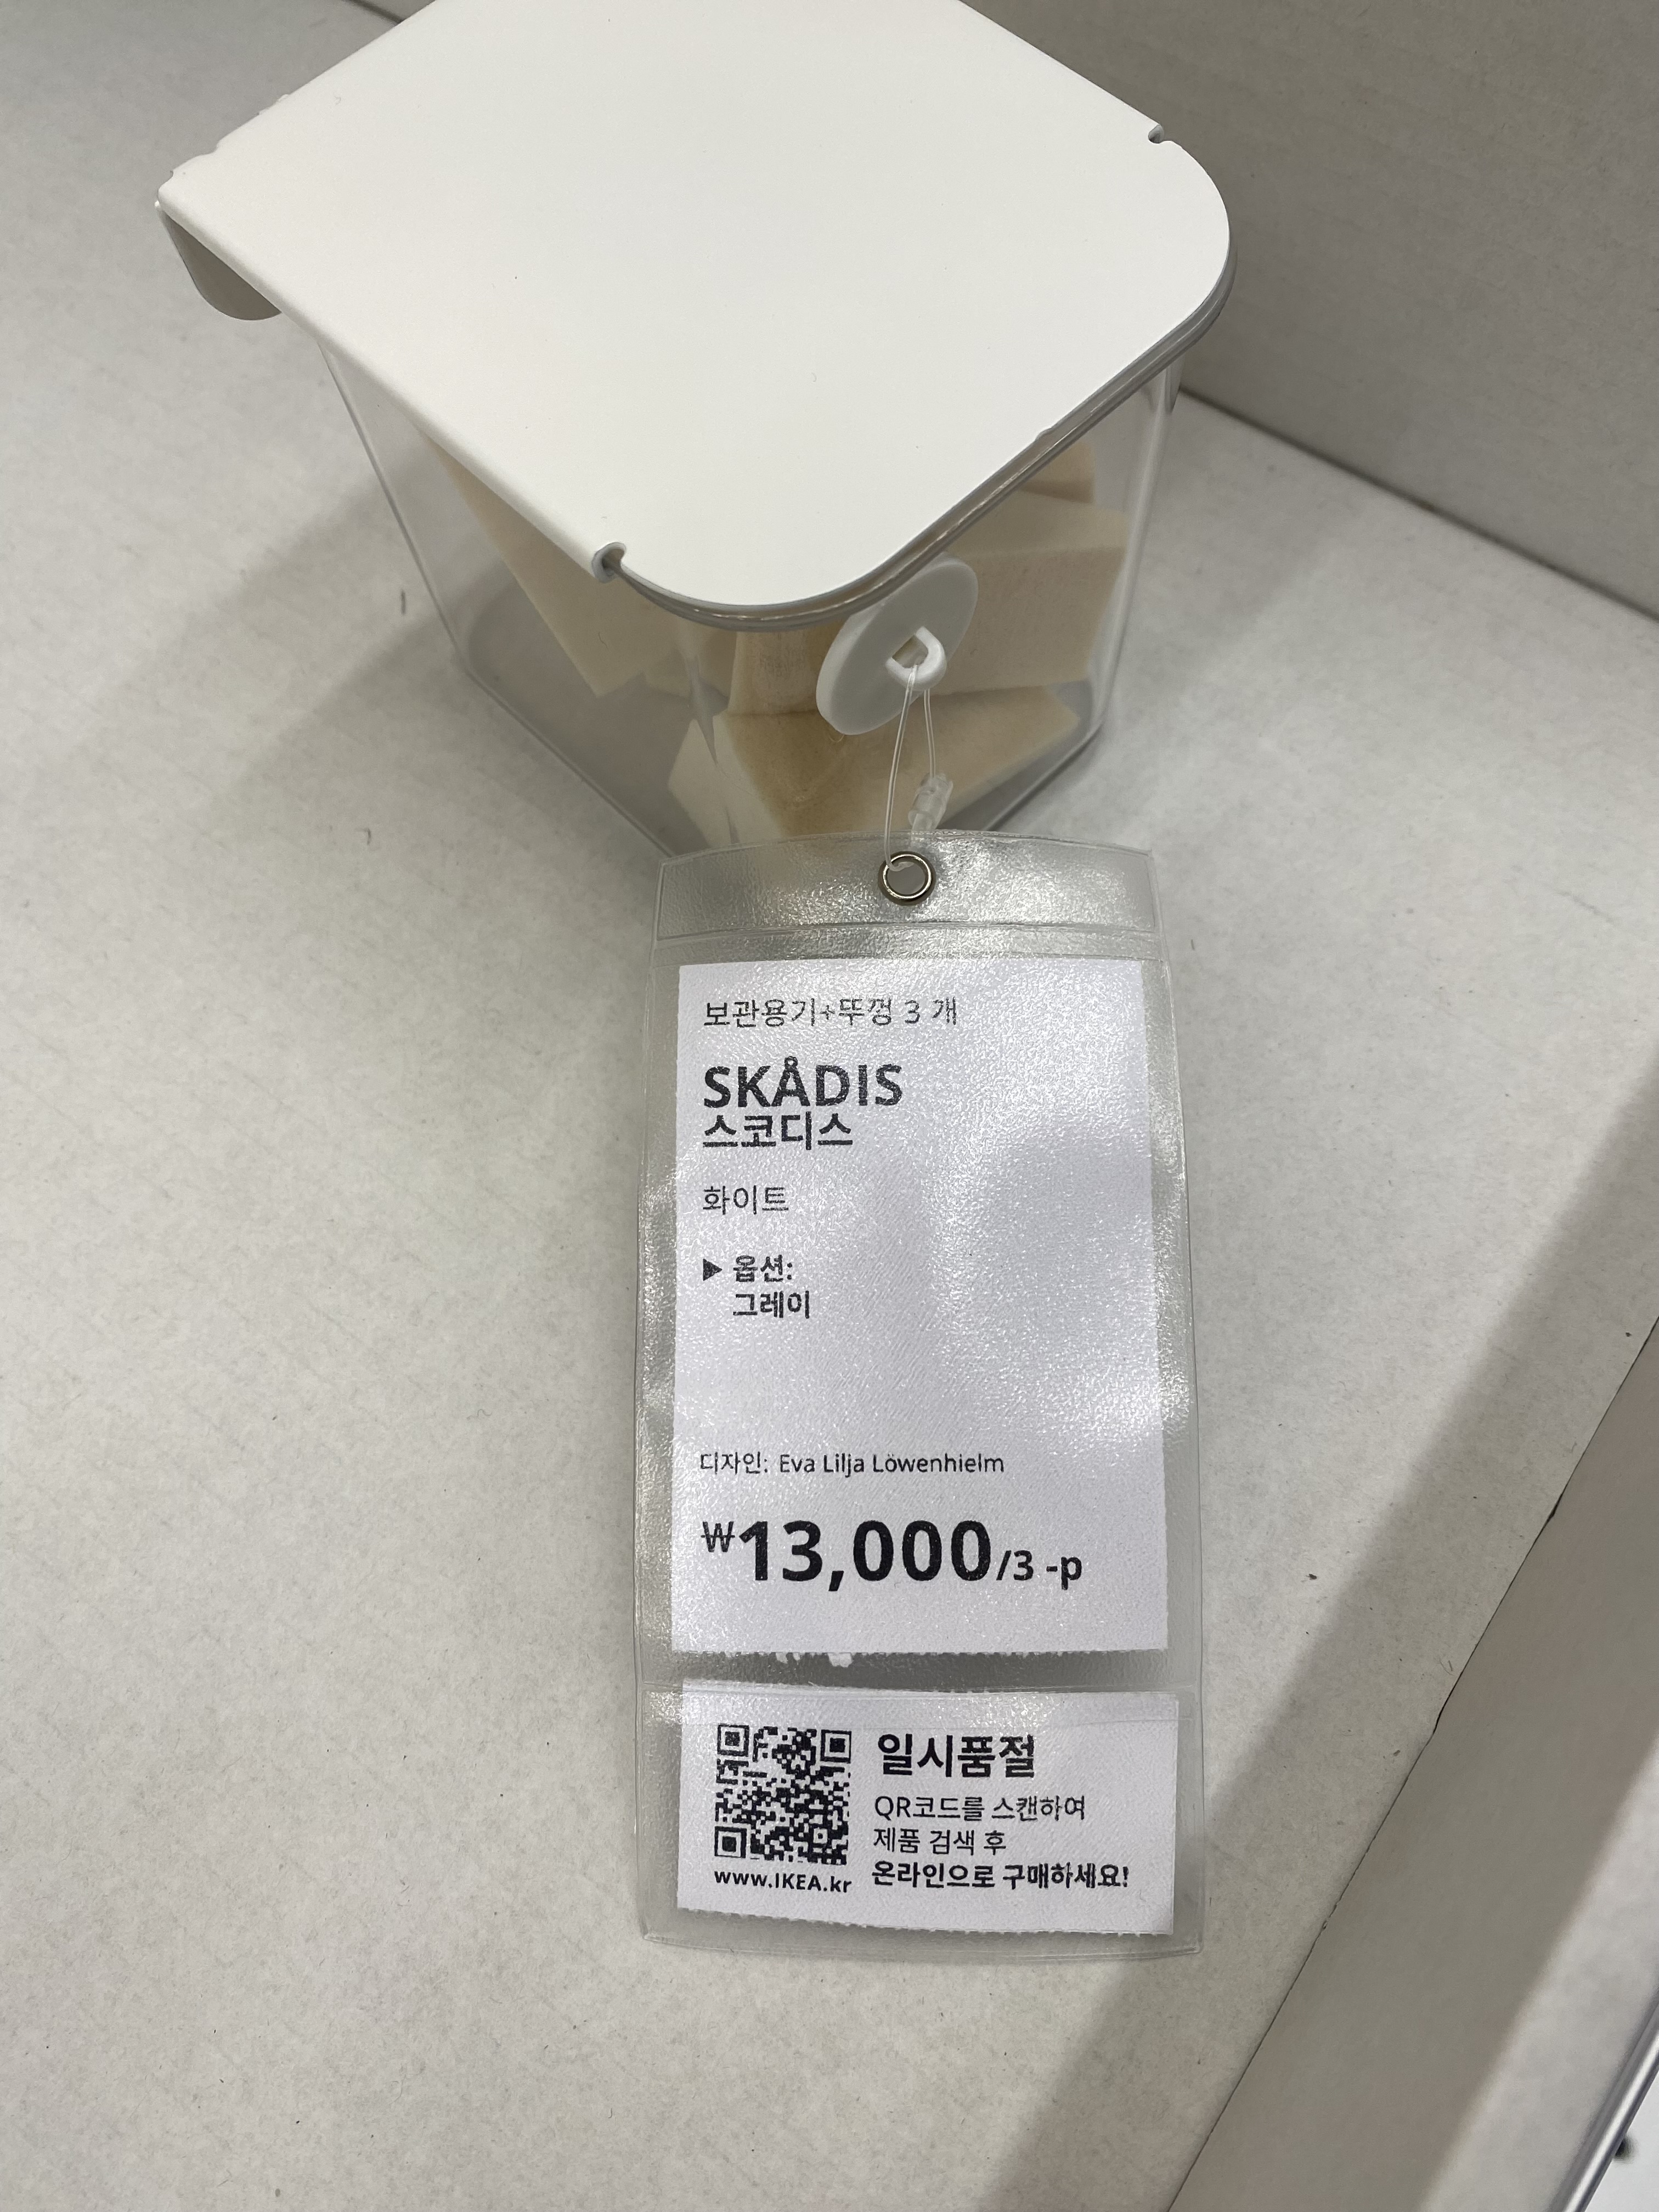 보관용기+뚜껑 3 개
SKÅDIS
스코디스
화이트
▶ 옵션:
그레이
디자인: Eva Lilja Löwenhielm
₩13,000/3 -p
일시품절
QR코드를 스캔하여
제품 검색 후
온라인으로 구매하세요!
www.IKEA.kr